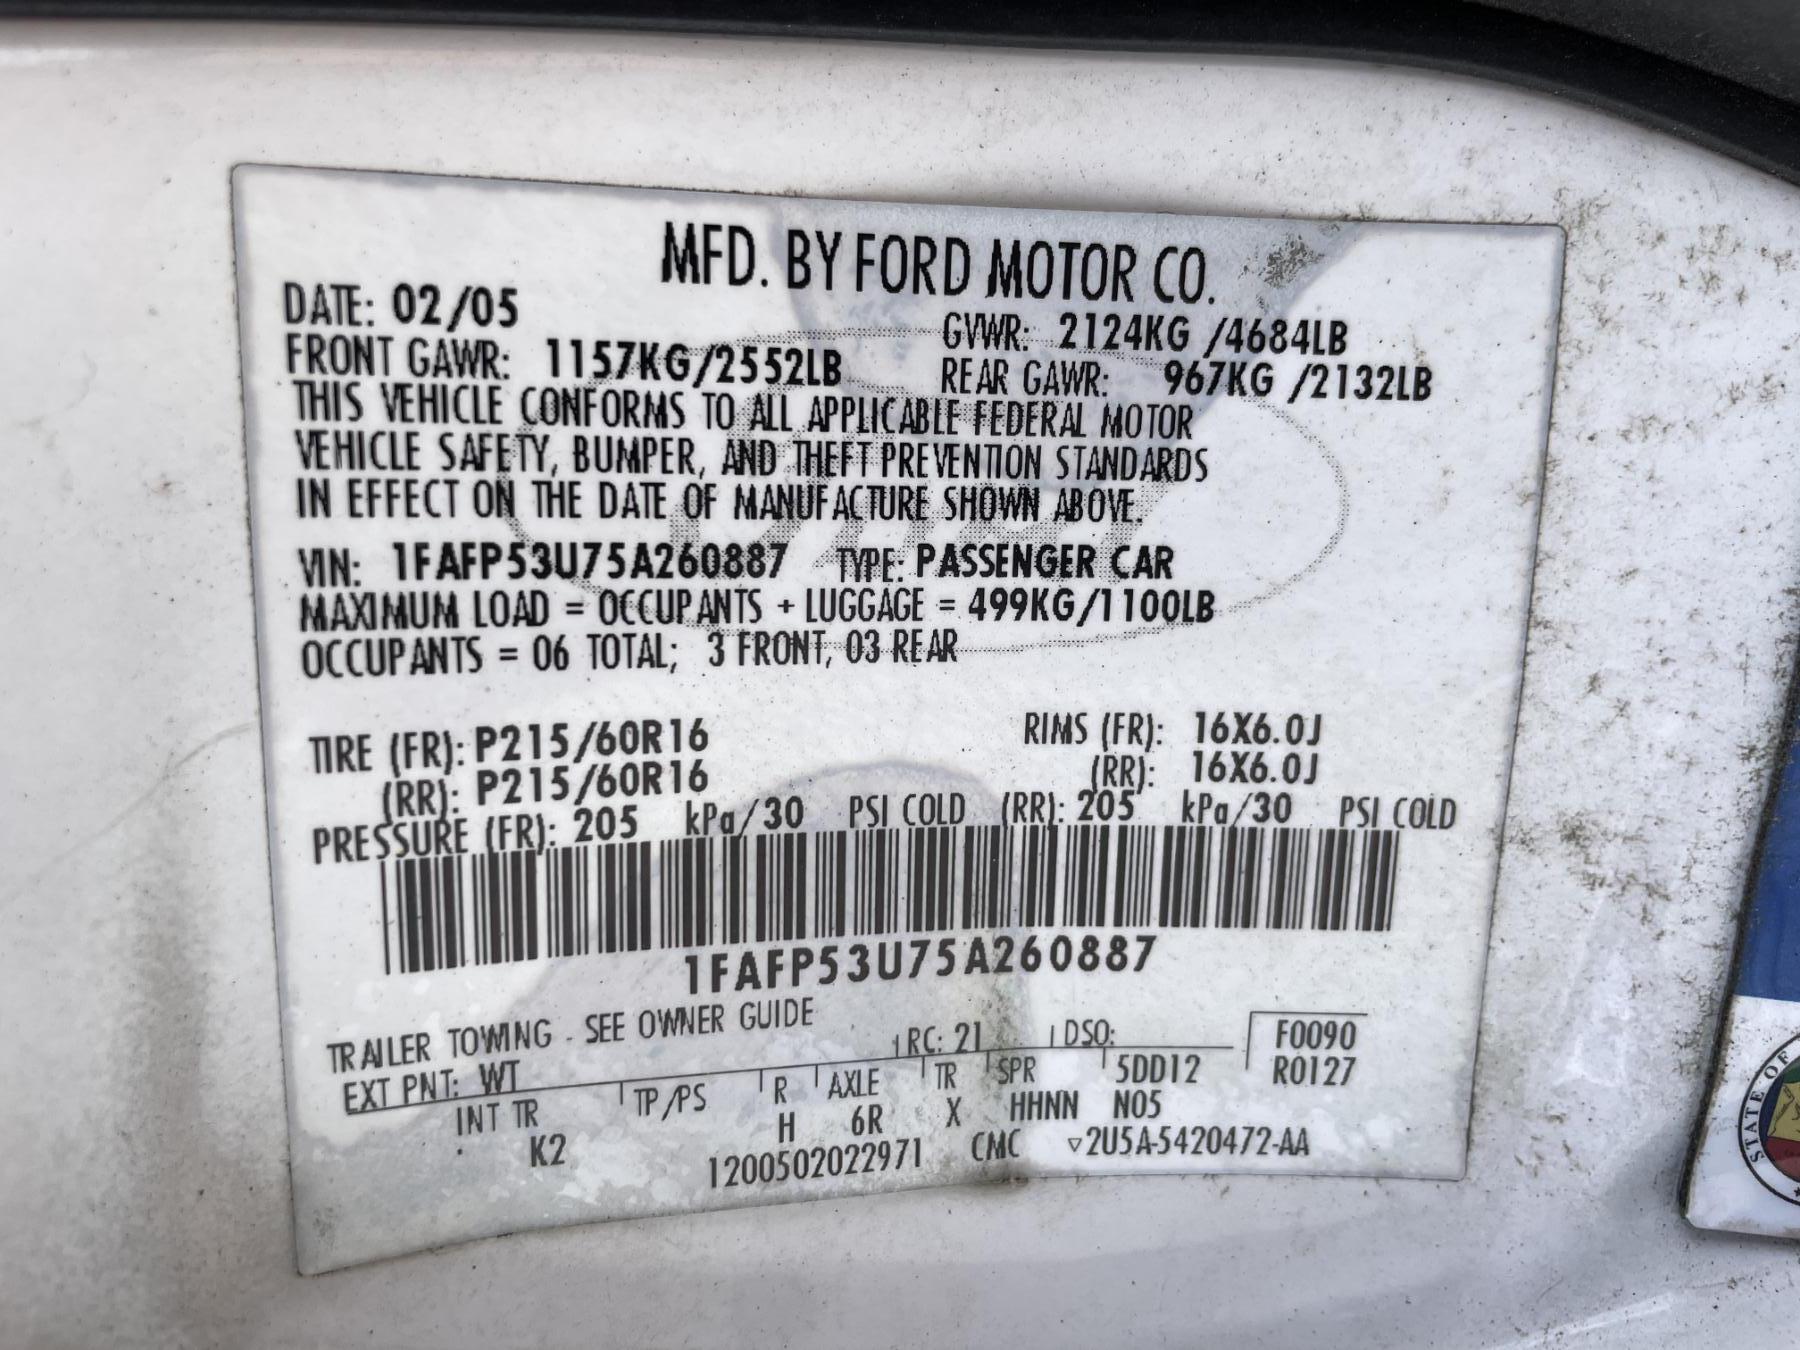 MFD. BY FORD MOTOR CO.
DATE: 02/05 GVWR: 2124KG /4684LB
FRONT GAWR: 1157KG/2552LB REAR GAWR: 967KG /2132LB
THIS VEHICLE CONFORMS TO ALL APPLICABLE FEDERAL MOTOR
VEHICLE SAFETY, BUMPER, AND THEFT PREVENTION STANDARDS
IN EFFECT ON THE DATE OF MANUFACTURE SHOWN ABOVE.
VIN: 1FAFP53U75A260887 TYPE: PASSENGER CAR
MAXIMUM LOAD = OCCUPANTS + LUGGAGE = 499KG/1100LB
OCCUPANTS = 06 TOTAL; 3 FRONT, 03 REAR
TIRE (FR): P215/60R16 RIMS (FR): 16X6.0J
(RR): P215/60R16 (RR): 16X6.0J
PRESSURE (FR): 205 kPa/30 PSI COLD (RR): 205 kPa/30 PSI COLD
1FAFP53U75A260887
TRAILER TOWING - SEE OWNER GUIDE
EXT PNT: WT RC: 21 DSO: F0090
INT TR TP/PS R AXLE TR SPR 5DD12 R0127
K2 H 6R X HHNN N05
1200502022971 CMC ▿2U5A-5420472-AA
STATE OF